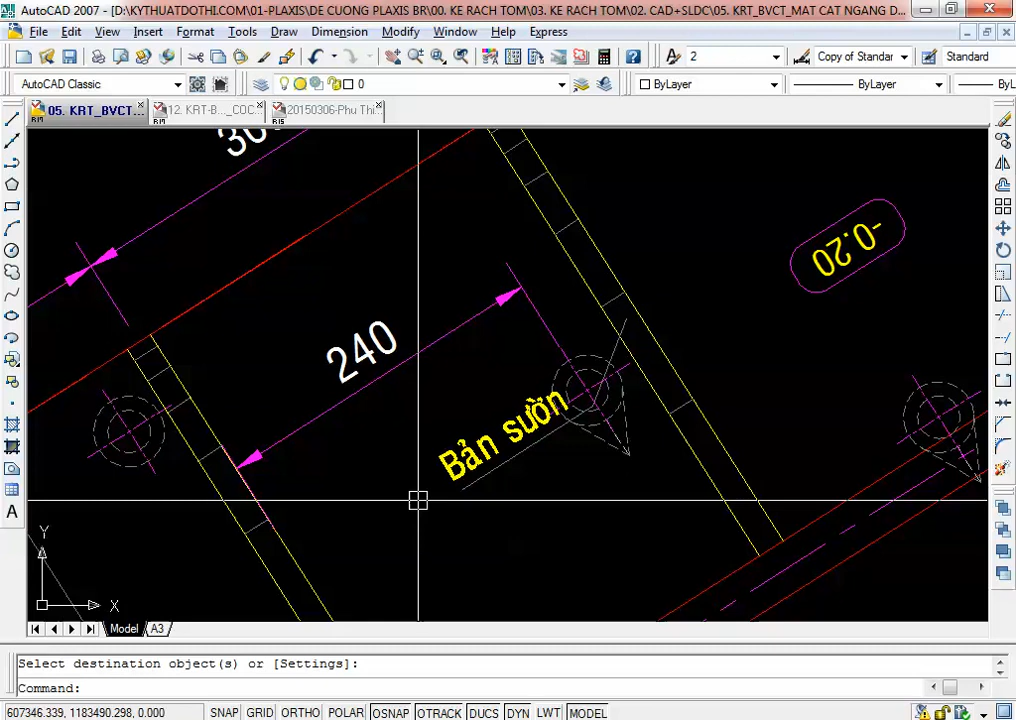 AutoCAD 2007 - [D:\KYTHUATDOTHI.COM\01-PLAXIS\DE CUONG PLAXIS BR\00. KE RACH TOM\03. KE RACH TOM\02. CAD+SLDC\05. KRT_BVCT_MAT CAT NGANG D...
File Edit View Insert Format Tools Draw Dimension Modify Window Help Express
2 Copy of Standar Standard
AutoCAD Classic 0 ByLayer ByLayer ByL
05. KRT_BVCT... 12. KRT-B..._COC... 20150306-Phu Thi...
-0.20
240
Bản sườn
Y
X
Model A3
Select destination object(s) or [Settings]:
Command:
607346.339, 1183490.298, 0.000 SNAP GRID ORTHO POLAR OSNAP OTRACK DUCS DYN LWT MODEL